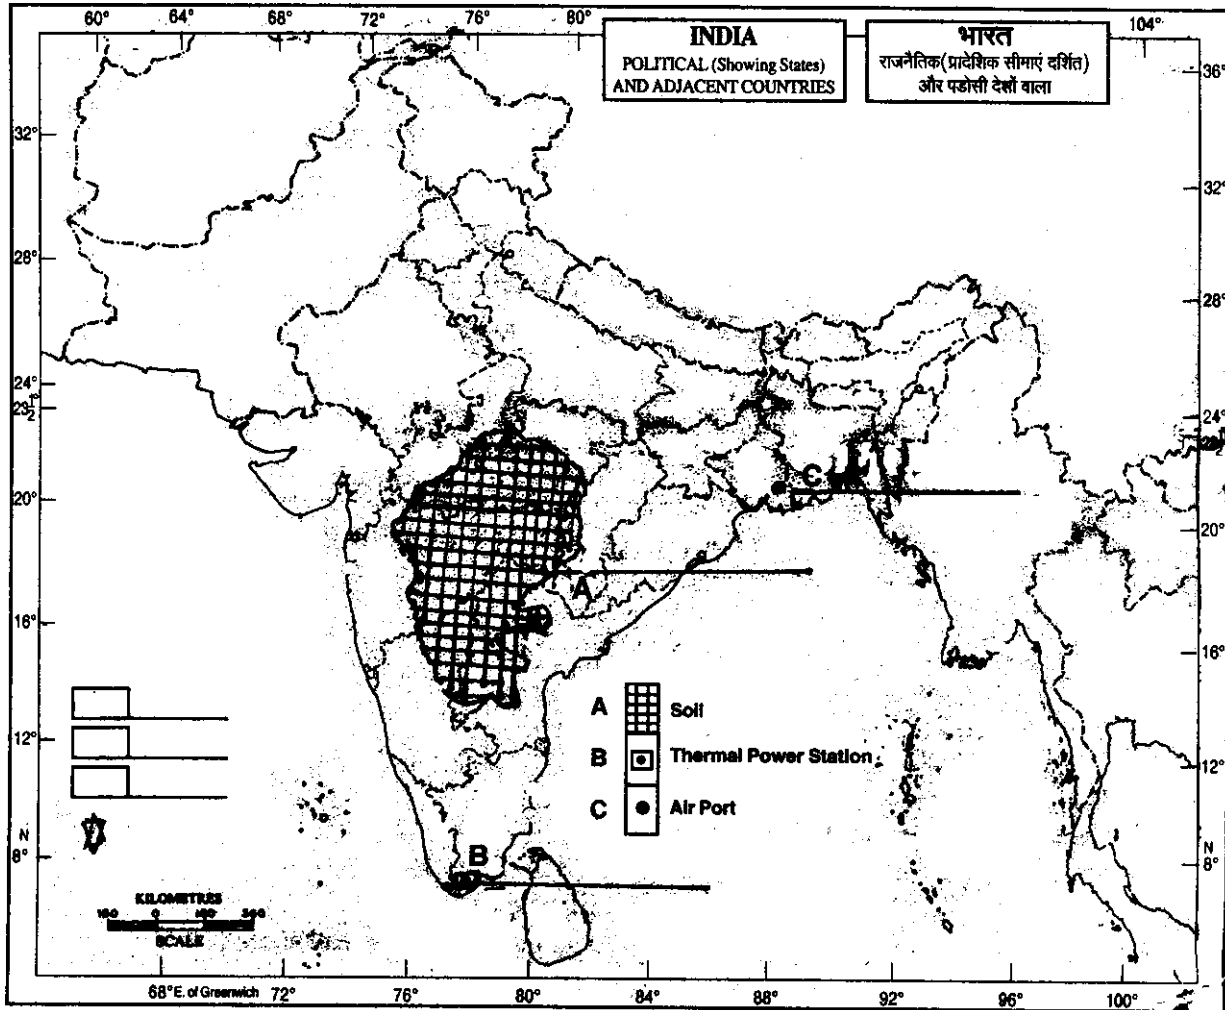 60° 64° 68° 72° 76° 80° 104°
INDIA
POLITICAL (Showing States)
AND ADJACENT COUNTRIES
भारत
राजनैतिक(प्रादेशिक सीमाएं दर्शित)
और पडोसी देशों वाला
36°
32°
32°
28°
28°
24°
24°
20°
20°
16°
16°
12°
12°
N
8°
N
8°
C
A
B
A Soil
B Thermal Power Station
C Air Port
KILOMETRES
SCALE
68° E. of Greenwich 72° 76° 80° 84° 88° 92° 96° 100°